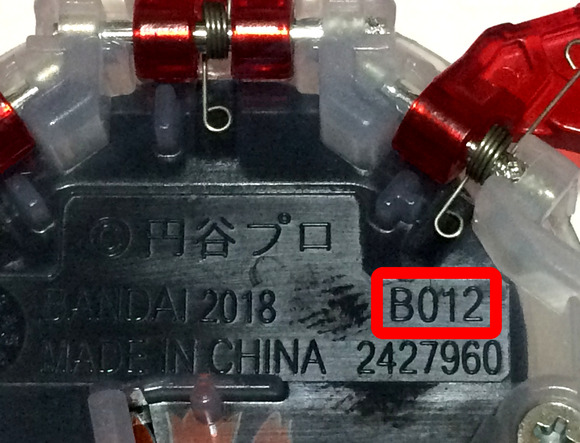 © 円谷プロ
BANDAI 2018 B012
MADE IN CHINA 2427960